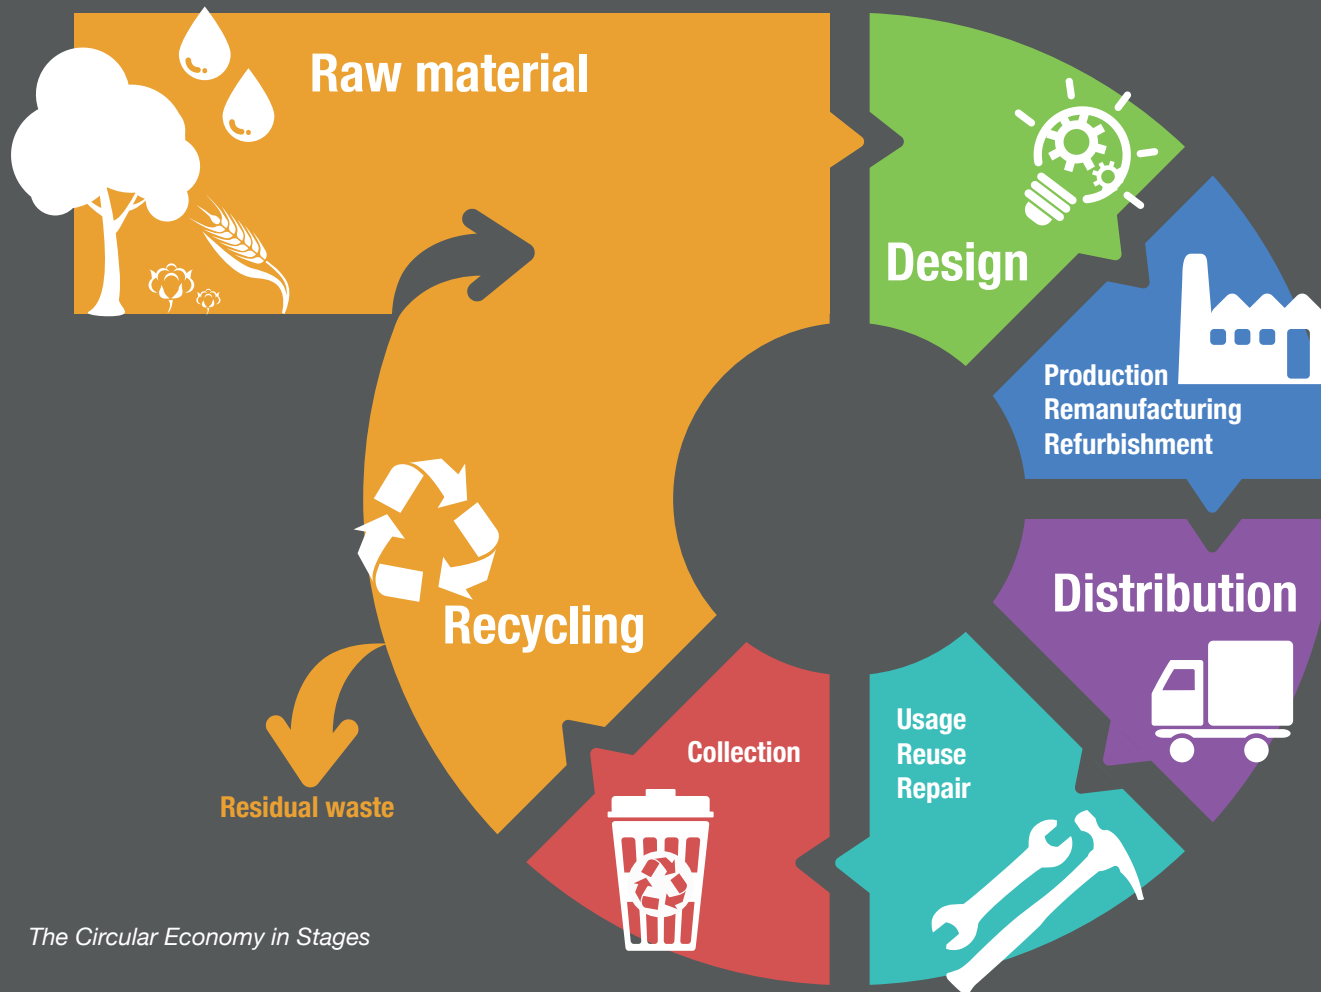 Raw material
Design
Production
Remanufacturing
Refurbishment
Distribution
Usage
Reuse
Repair
Collection
Recycling
Residual waste
The Circular Economy in Stages